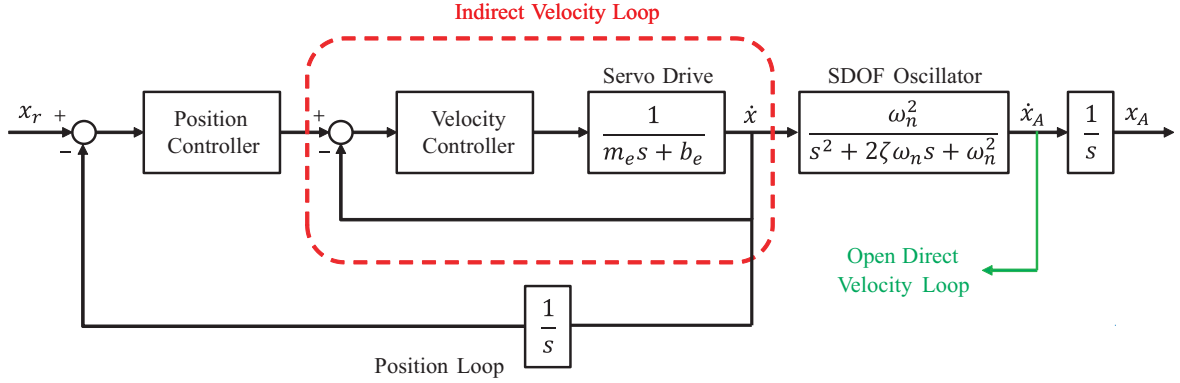 Indirect Velocity Loop
Servo Drive
SDOF Oscillator
x_r
+
−
Position
Controller
+
−
Velocity
Controller
1
m_e s + b_e
ẋ
ω_n^2
s^2 + 2ζω_n s + ω_n^2
ẋ_A
1
s
x_A
Open Direct
Velocity Loop
1
s
Position Loop